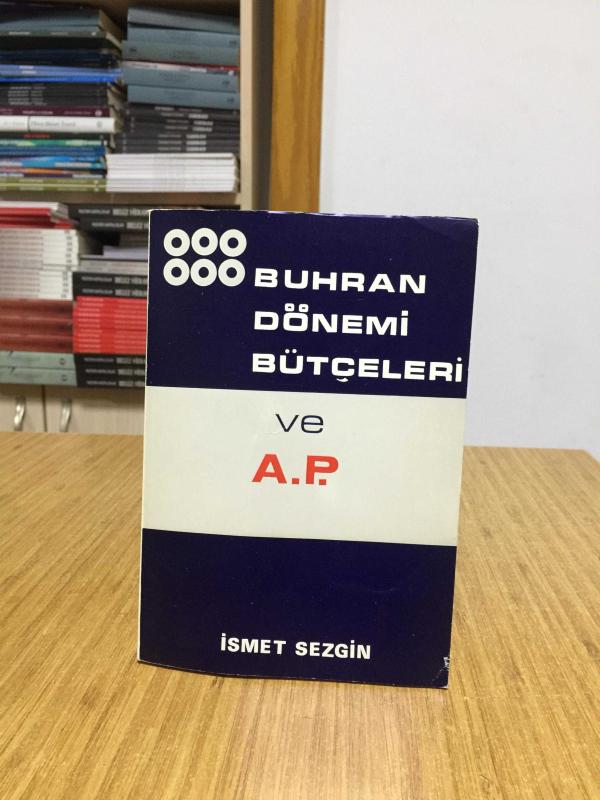 BUHRAN
DÖNEMİ
BÜTÇELERİ
ve
A.P.
İSMET SEZGİN